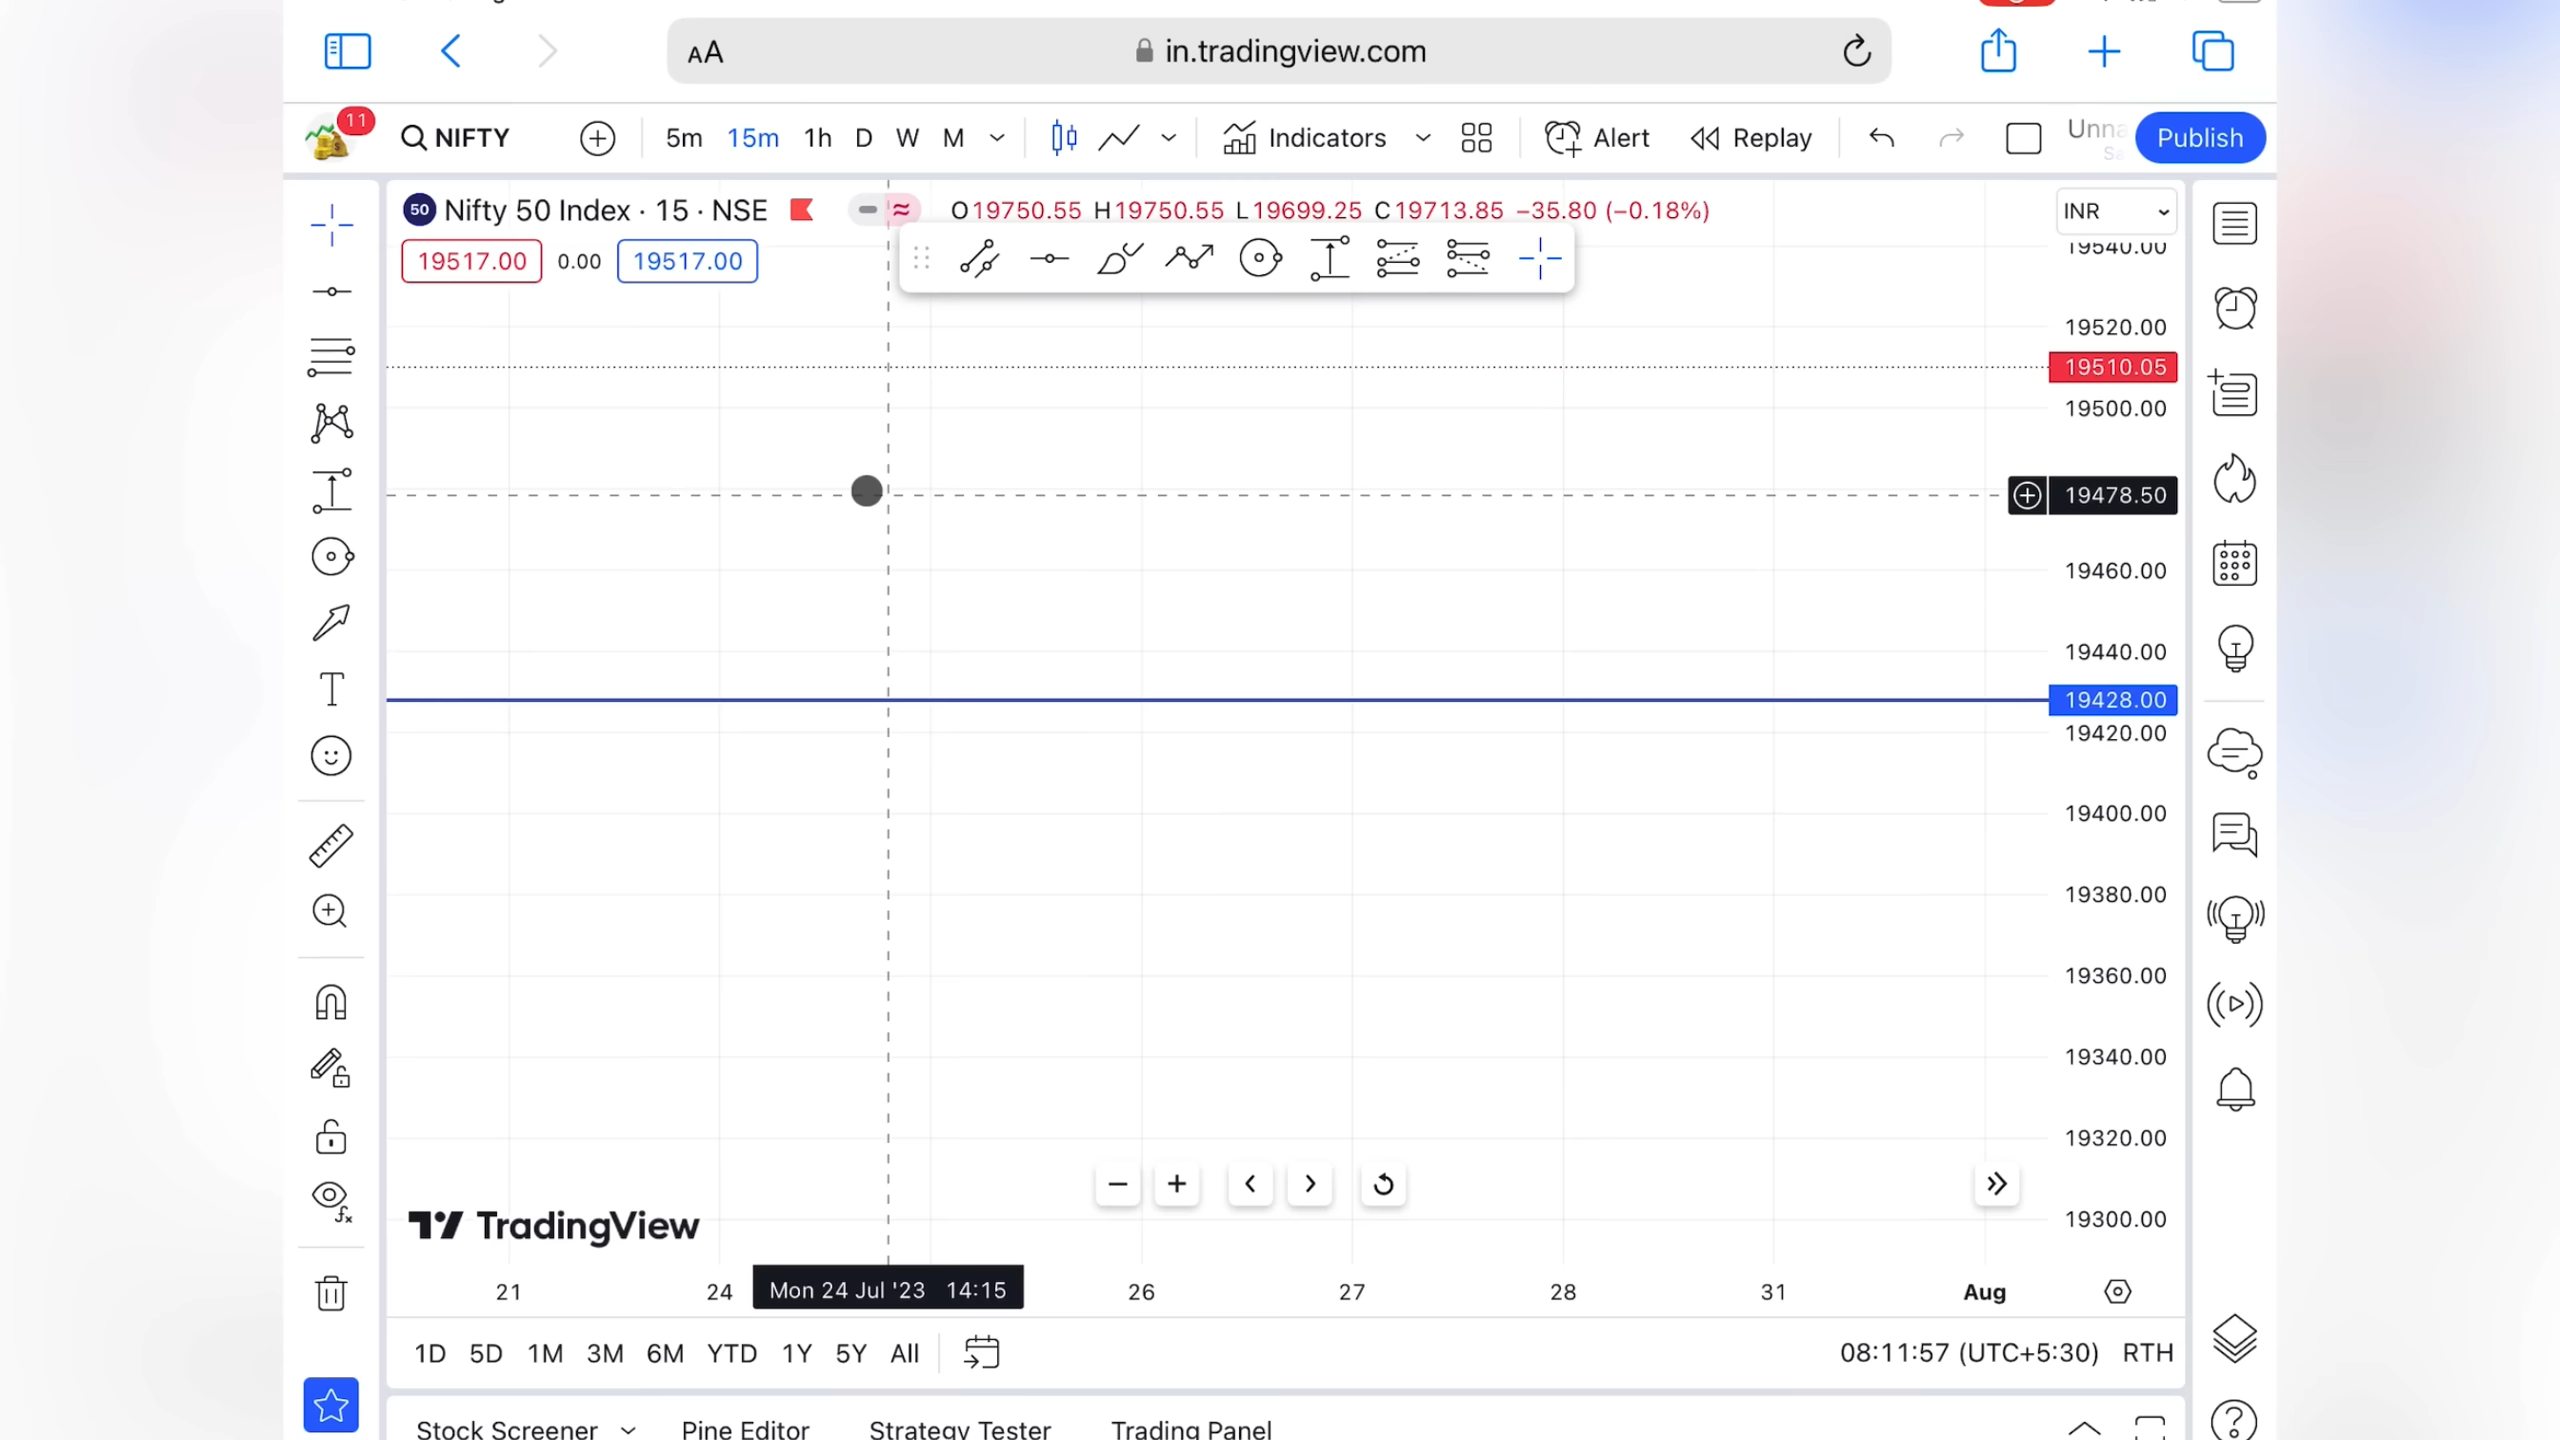 AA in.tradingview.com
11 NIFTY 5m 15m 1h D W M Indicators Alert Replay Unna Publish
50 Nifty 50 Index · 15 · NSE O19750.55 H19750.55 L19699.25 C19713.85 −35.80 (−0.18%) INR
19517.00 0.00 19517.00
19540.00
19520.00
19510.05
19500.00
19478.50
19460.00
19440.00
19428.00
19420.00
19400.00
19380.00
19360.00
19340.00
19320.00
19300.00
TradingView
21 24 Mon 24 Jul '23 14:15 26 27 28 31 Aug
1D 5D 1M 3M 6M YTD 1Y 5Y All 08:11:57 (UTC+5:30) RTH
Stock Screener Pine Editor Strategy Tester Trading Panel